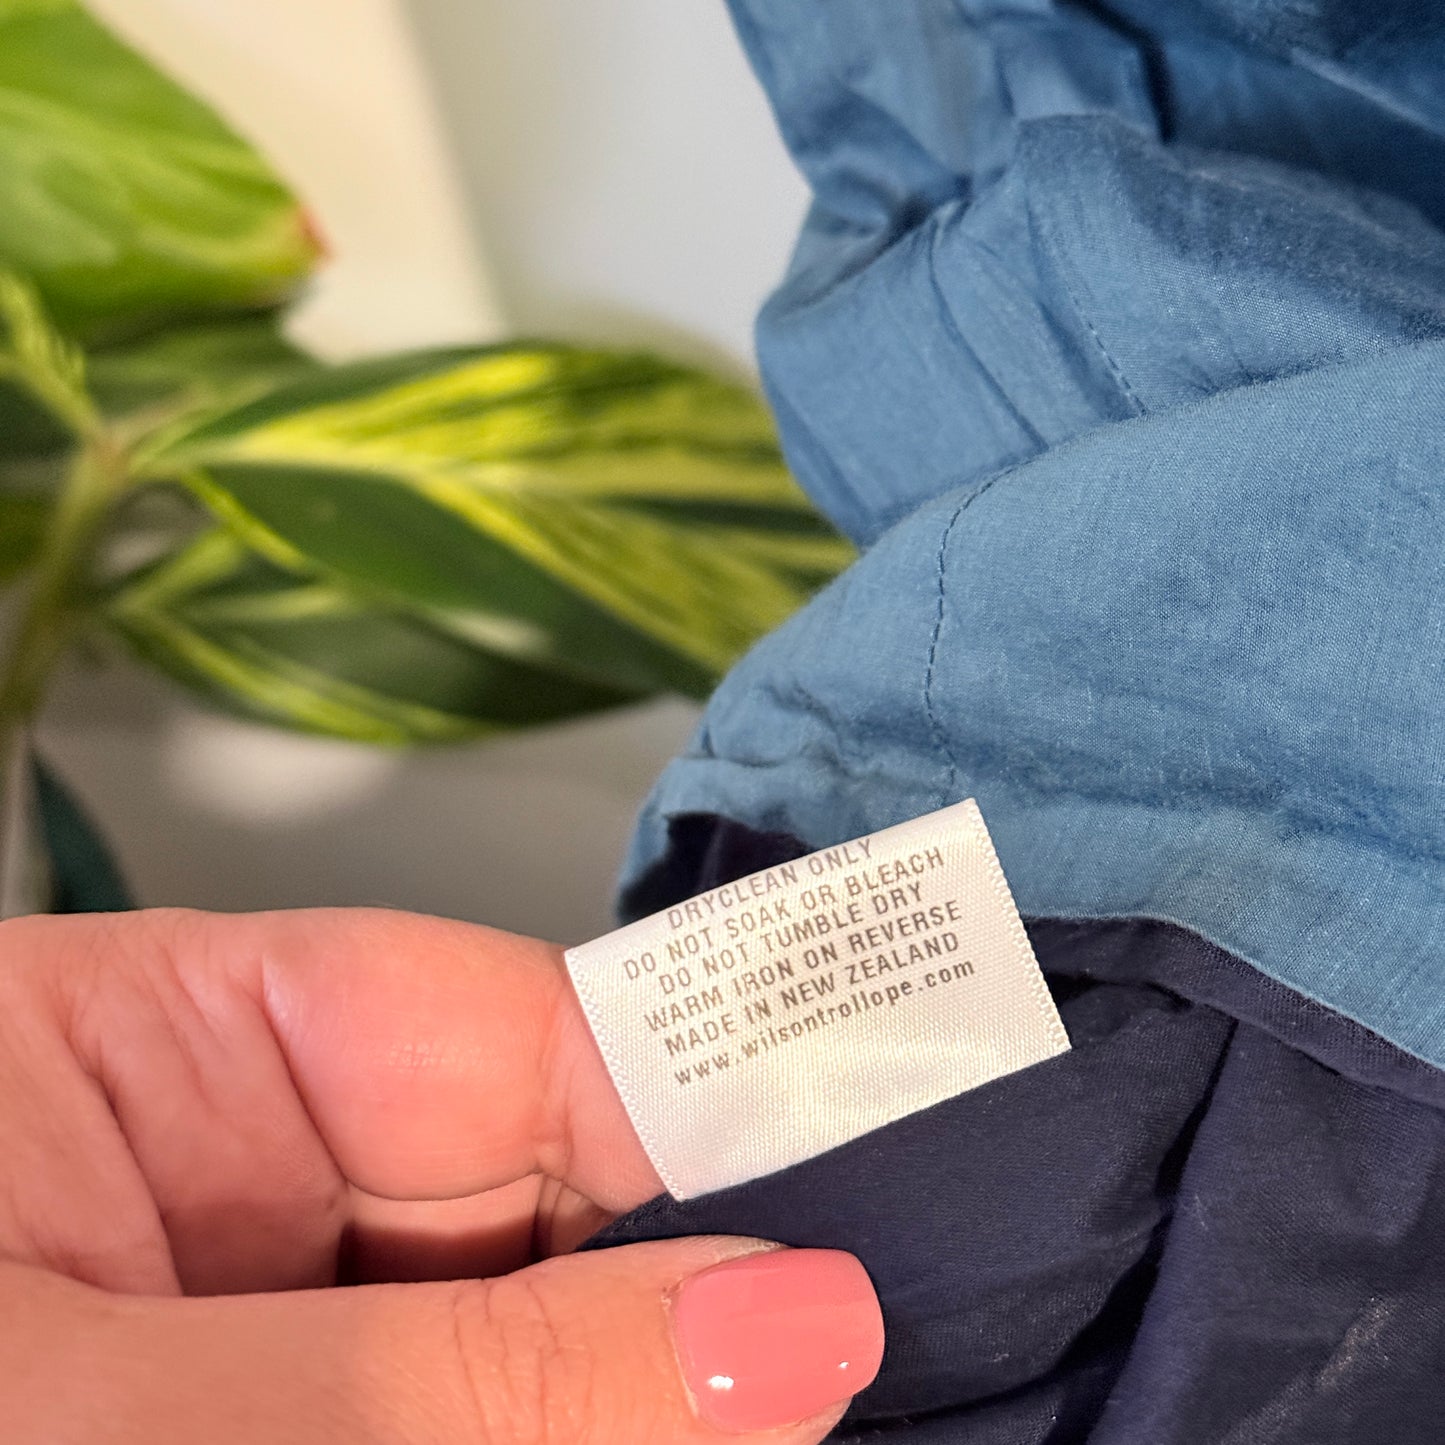 DRYCLEAN ONLY
DO NOT SOAK OR BLEACH
DO NOT TUMBLE DRY
WARM IRON ON REVERSE
MADE IN NEW ZEALAND
www.wilsontrollope.com